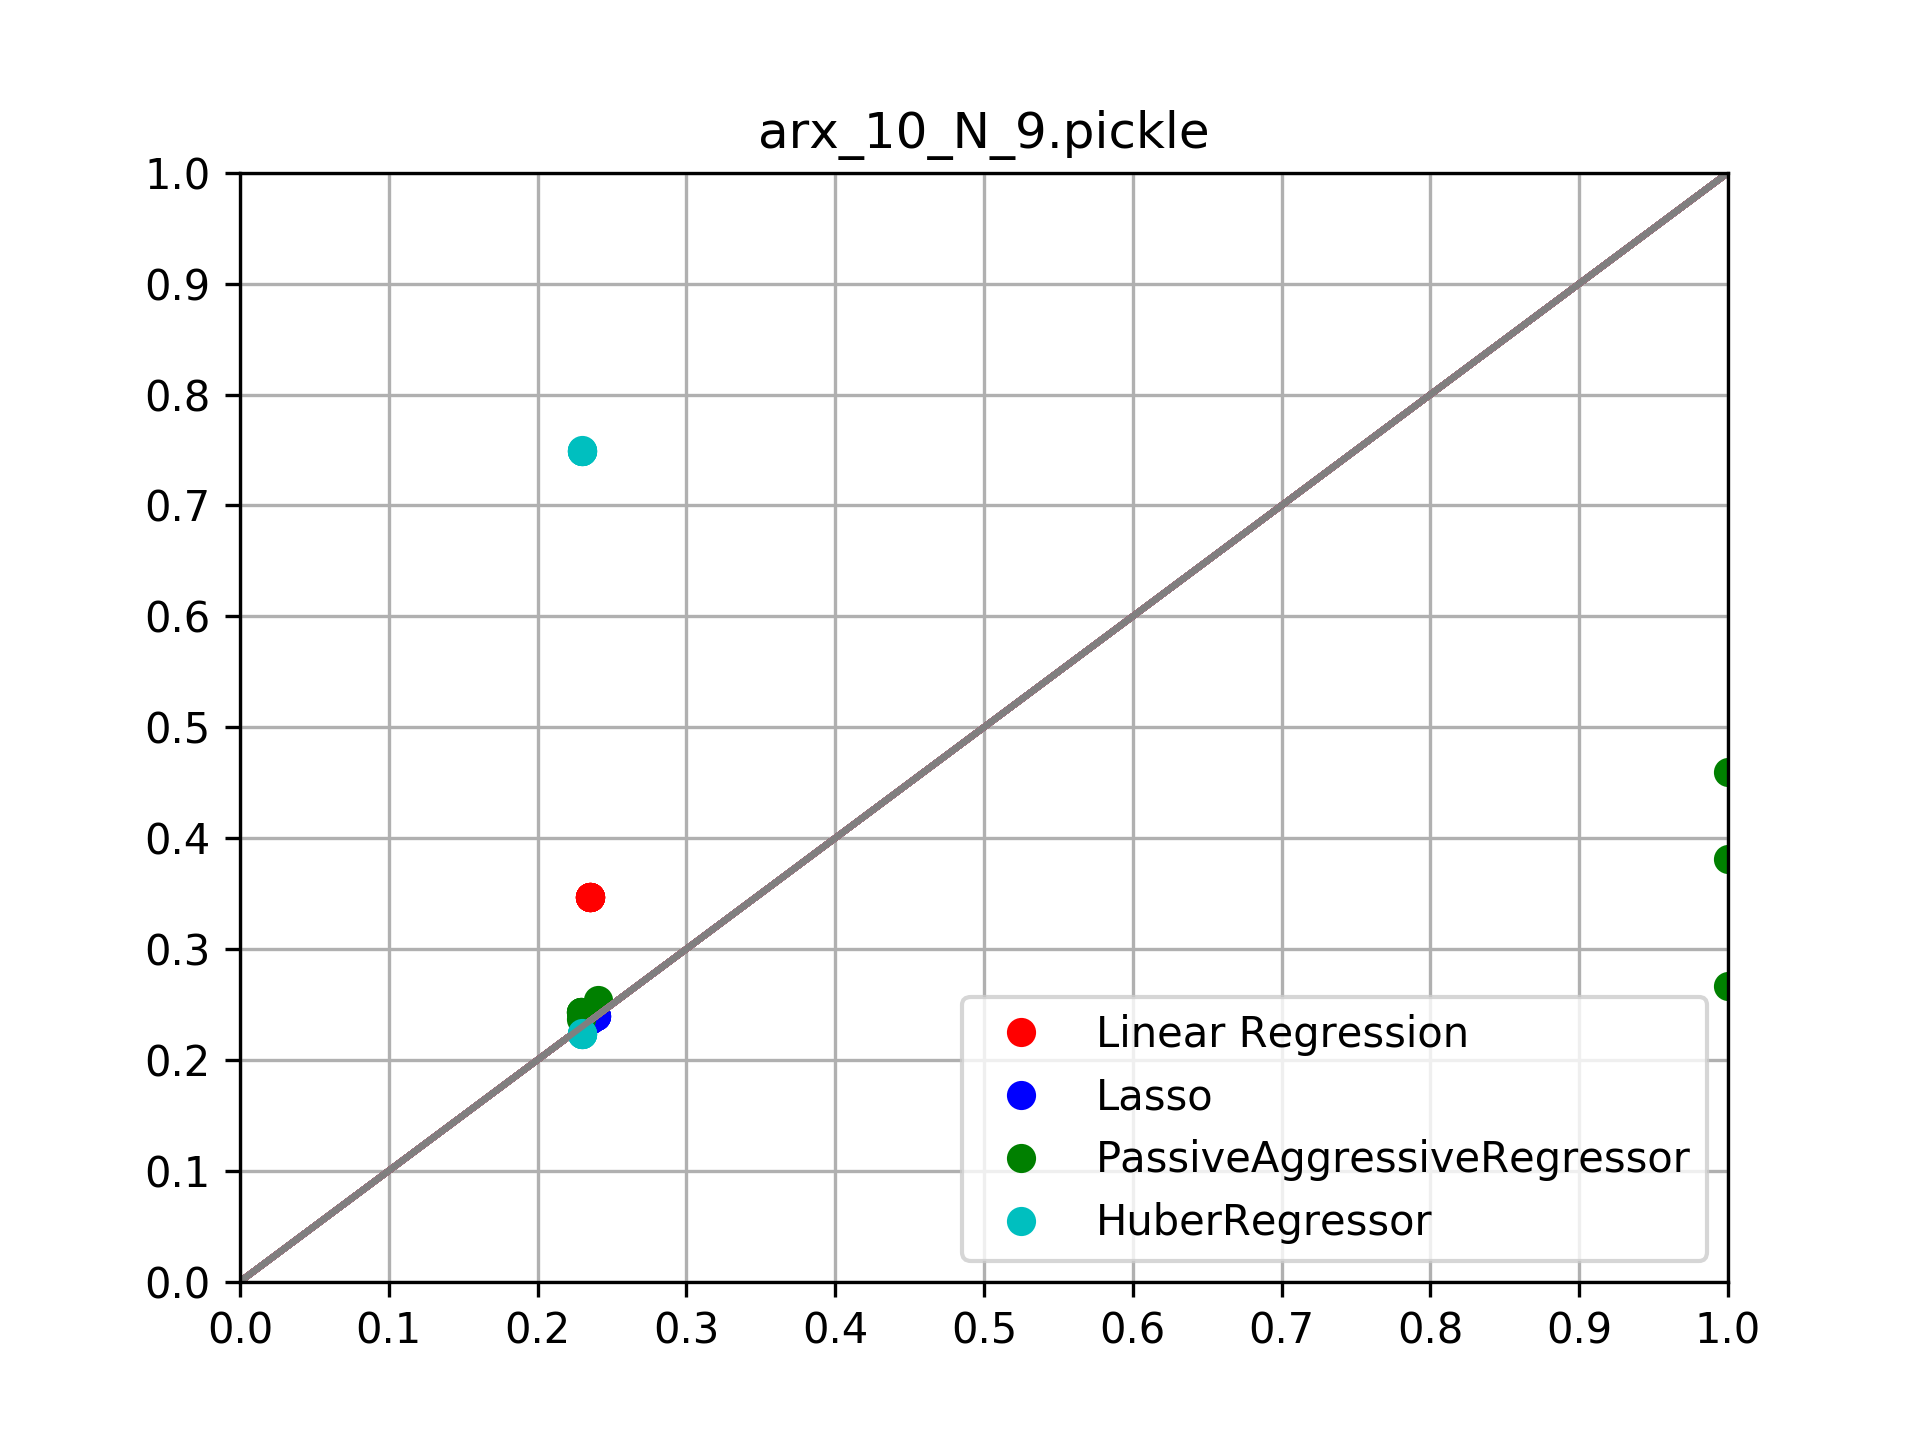 arx_10_N_9.pickle
1.0
0.9
0.8
0.7
0.6
0.5
0.4
0.3
0.2
0.1
0.0
0.0 0.1 0.2 0.3 0.4 0.5 0.6 0.7 0.8 0.9 1.0
Linear Regression
Lasso
PassiveAggressiveRegressor
HuberRegressor